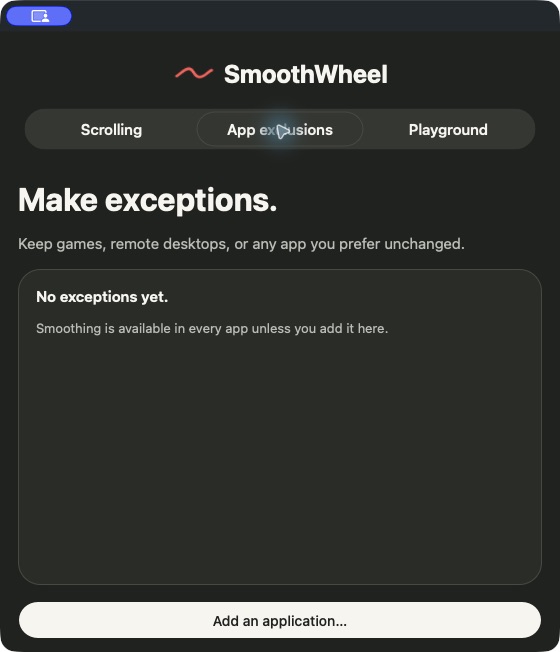 SmoothWheel
Scrolling
App exclusions
Playground
Make exceptions.
Keep games, remote desktops, or any app you prefer unchanged.
No exceptions yet.
Smoothing is available in every app unless you add it here.
Add an application...